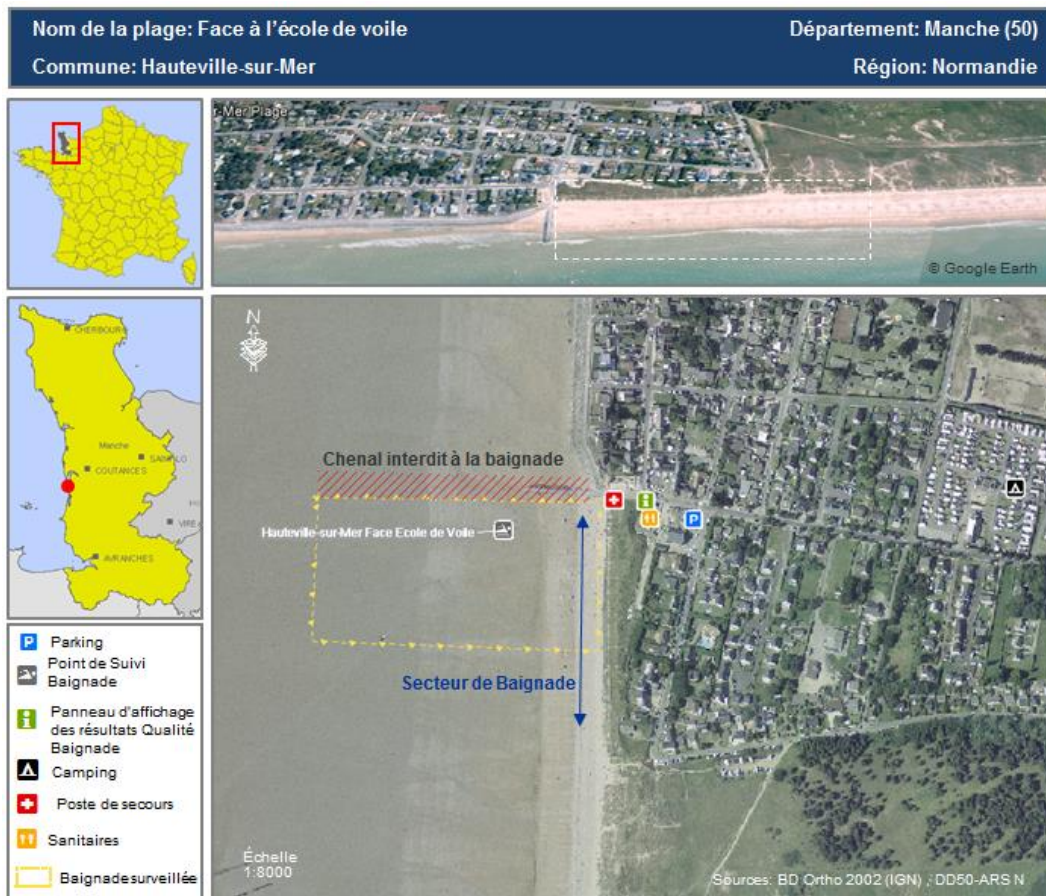 Nom de la plage: Face à l'école de voile
Département: Manche (50)
Commune: Hauteville-sur-Mer
Région: Normandie
r-Mer Plage
© Google Earth
CHERBOURG
Manche
SAINT-LO
COUTANCES
VIRE
AVRANCHES
N
Chenal interdit à la baignade
Hauteville-sur-Mer Face Ecole de Voile
P
Secteur de Baignade
Échelle
1:8000
Sources: BD Ortho 2002 (IGN) ; DD50-ARS N
P Parking
Point de Suivi
Baignade
Panneau d'affichage
des résultats Qualité
Baignade
Camping
Poste de secours
Sanitaires
Baignade surveillée